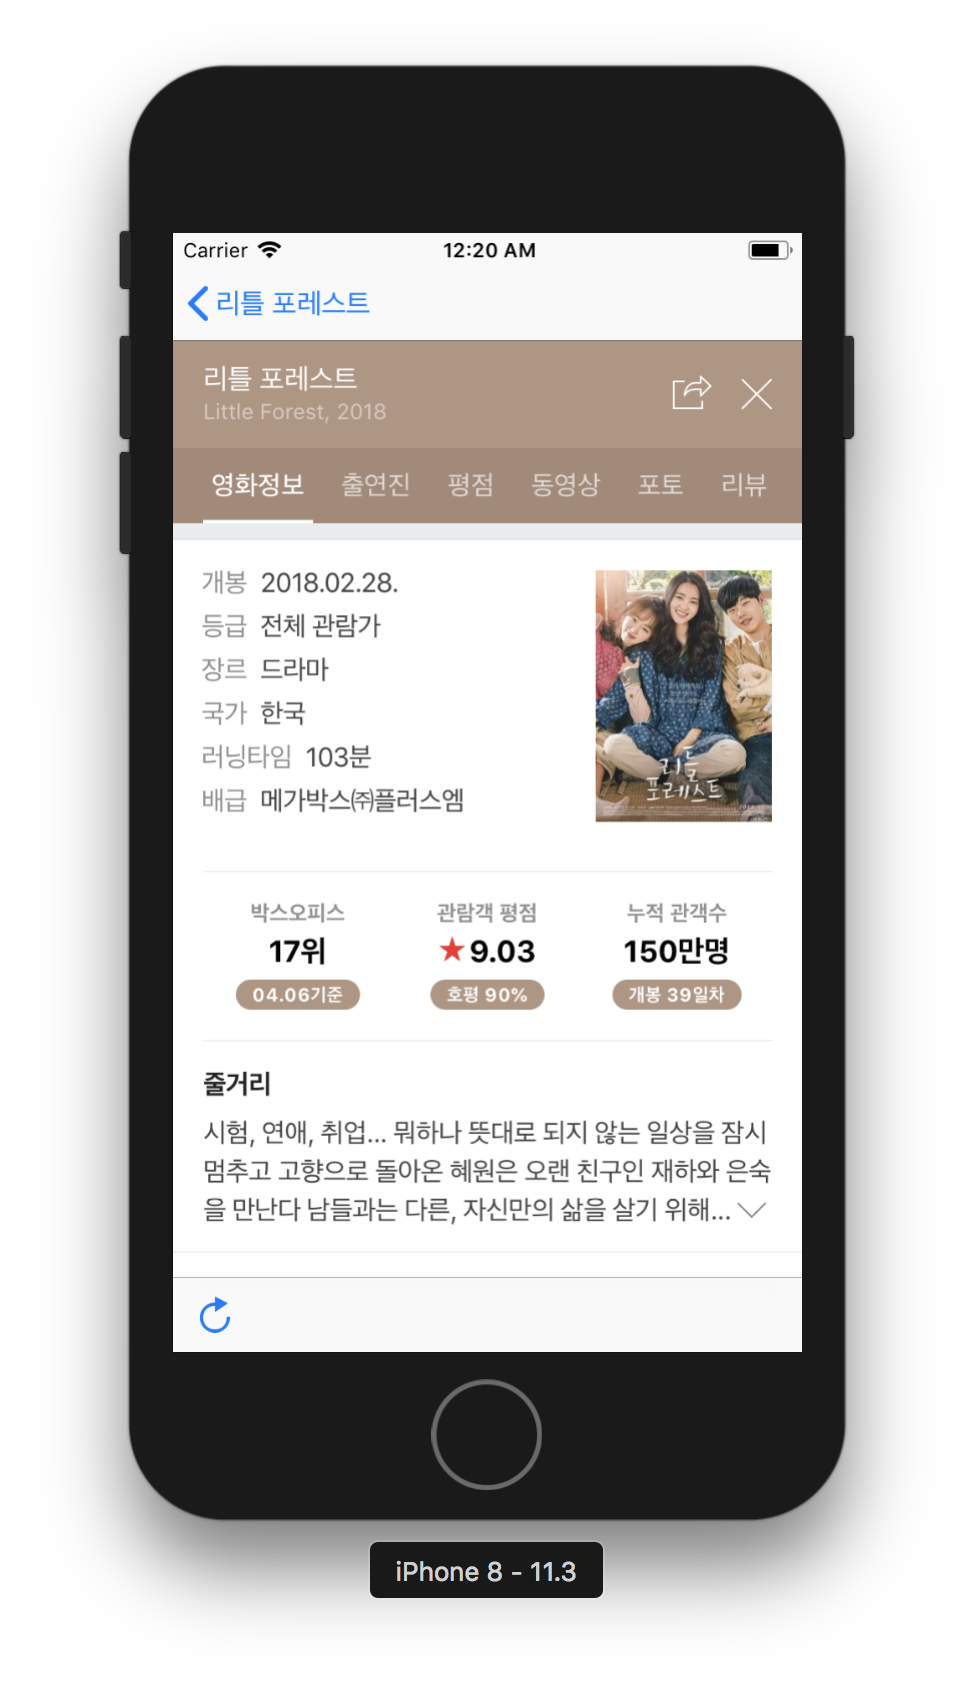 Carrier 12:20 AM
리틀 포레스트
리틀 포레스트
Little Forest, 2018
영화정보 출연진 평점 동영상 포토 리뷰
개봉 2018.02.28.
등급 전체 관람가
장르 드라마
국가 한국
러닝타임 103분
배급 메가박스㈜플러스엠
리틀
포레스트
박스오피스 관람객 평점 누적 관객수
17위 ★9.03 150만명
04.06기준 호평 90% 개봉 39일차
줄거리
시험, 연애, 취업... 뭐하나 뜻대로 되지 않는 일상을 잠시
멈추고 고향으로 돌아온 혜원은 오랜 친구인 재하와 은숙
을 만난다 남들과는 다른, 자신만의 삶을 살기 위해...
iPhone 8 - 11.3